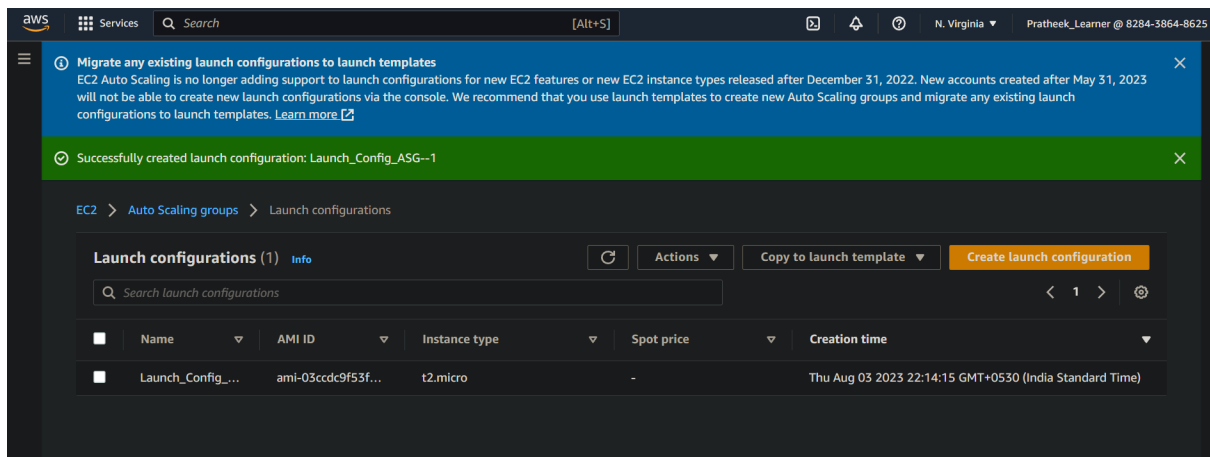 aws
Services
Search
[Alt+S]
N. Virginia ▼
Pratheek_Learner @ 8284-3864-8625
Migrate any existing launch configurations to launch templates
EC2 Auto Scaling is no longer adding support to launch configurations for new EC2 features or new EC2 instance types released after December 31, 2022. New accounts created after May 31, 2023
will not be able to create new launch configurations via the console. We recommend that you use launch templates to create new Auto Scaling groups and migrate any existing launch
configurations to launch templates. Learn more
Successfully created launch configuration: Launch_Config_ASG--1
EC2 > Auto Scaling groups > Launch configurations
Launch configurations (1) Info
Actions ▼
Copy to launch template ▼
Create launch configuration
Search launch configurations
< 1 >
Name
AMI ID
Instance type
Spot price
Creation time
Launch_Config_...
ami-03ccdc9f53f...
t2.micro
-
Thu Aug 03 2023 22:14:15 GMT+0530 (India Standard Time)